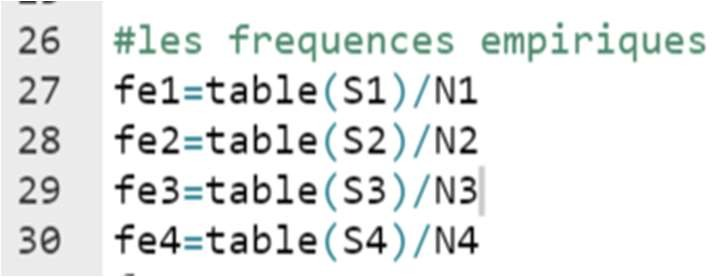 26 #les frequences empiriques
27 fe1=table(S1)/N1
28 fe2=table(S2)/N2
29 fe3=table(S3)/N3
30 fe4=table(S4)/N4